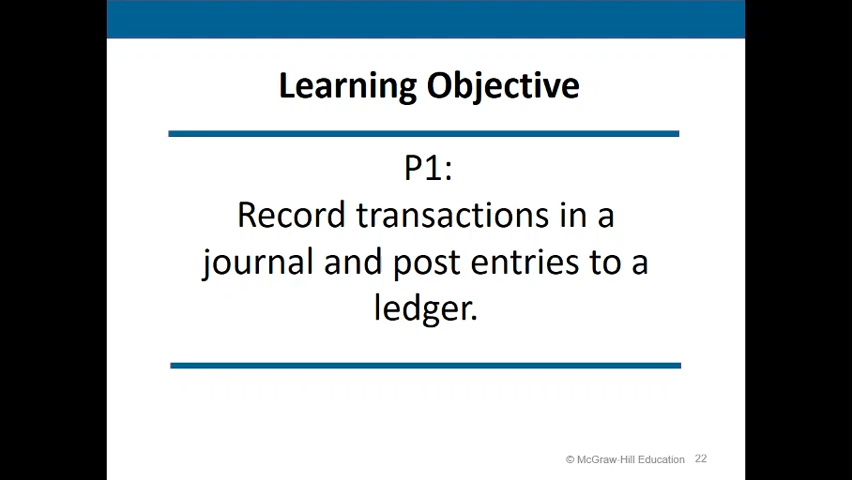 Learning Objective
P1:
Record transactions in a
journal and post entries to a
ledger.
© McGraw-Hill Education 22